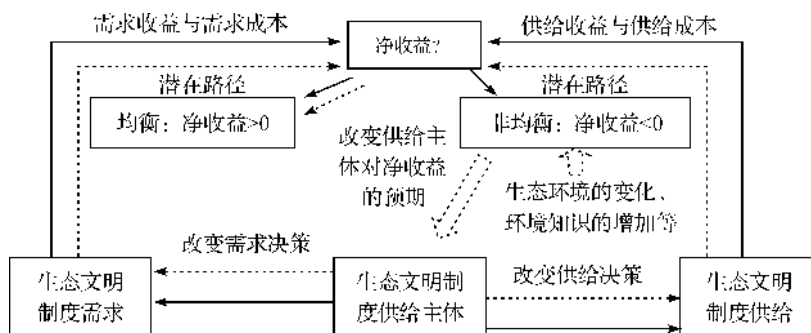 需求收益与需求成本
净收益?
供给收益与供给成本
潜在路径
潜在路径
均衡：净收益>0
非均衡：净收益<0
改变供给主
体对净收益
的预期
生态环境的变化、
环境知识的增加等
改变需求决策
改变供给决策
生态文明
制度需求
生态文明制
度供给主体
生态文明
制度供给